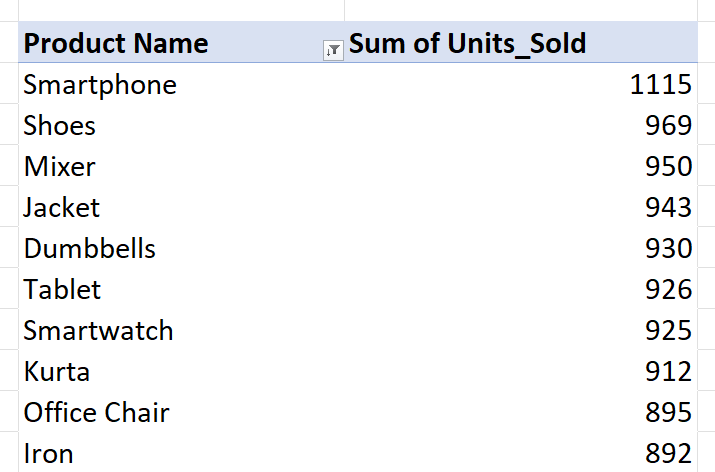 Product Name Sum of Units_Sold
Smartphone 1115
Shoes 969
Mixer 950
Jacket 943
Dumbbells 930
Tablet 926
Smartwatch 925
Kurta 912
Office Chair 895
Iron 892